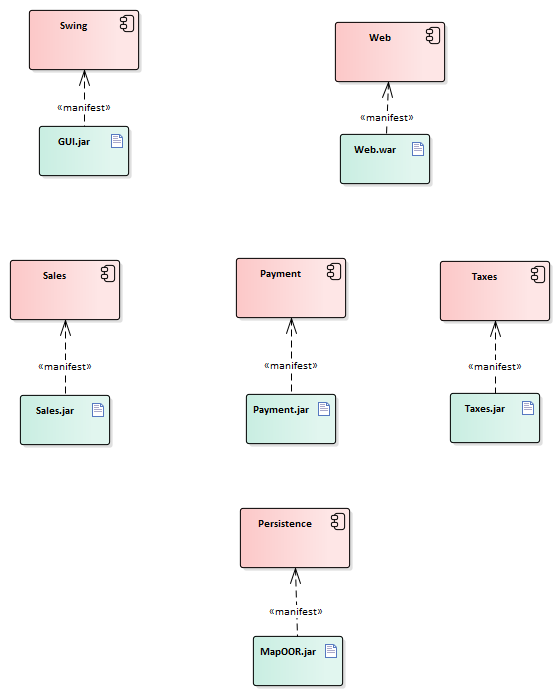 Swing
Web
«manifest»
«manifest»
GUI.jar
Web.war
Sales
Payment
Taxes
«manifest»
«manifest»
«manifest»
Sales.jar
Payment.jar
Taxes.jar
Persistence
«manifest»
MapOOR.jar